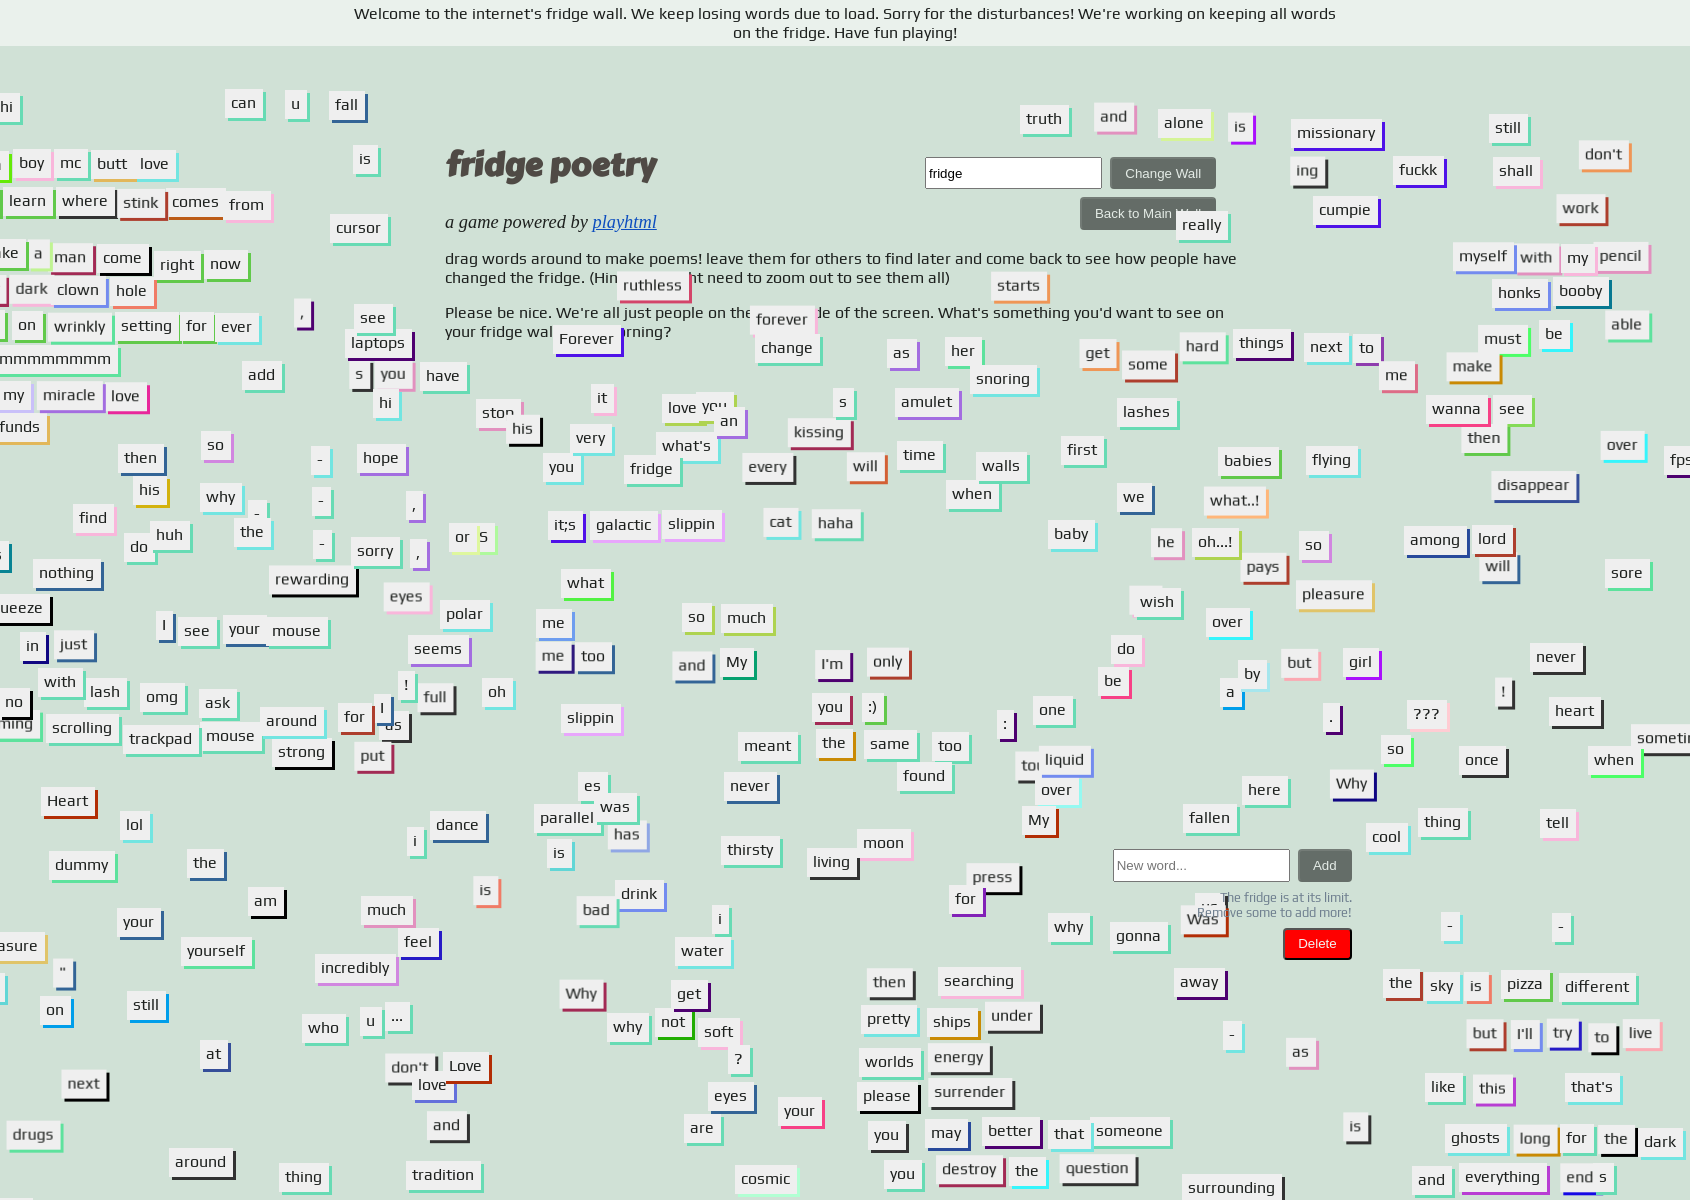 Welcome to the internet's fridge wall. We keep losing words due to load. Sorry for the disturbances! We're working on keeping all words
on the fridge. Have fun playing!
hi can u fall
truth and alone is missionary still
boy mc butt love is
fridge poetry
fridge Change Wall
ing fuckk shall don't
learn where stink comes from
Back to Main
really cumpie work
cursor
a game powered by playhtml
a man come right now
drag words around to make poems! leave them for others to find later and come back to see how people have
changed the fridge. (Hin nt need to zoom out to see them all)
myself with my pencil
dark clown hole
ruthless starts
honks booby
Please be nice. We're all just people on the de of the screen. What's something you'd want to see on
your fridge wal rning?
on wrinkly setting for ever , see
forever able
laptops Forever change as her get some hard things next to must be
mmmmmmmm
add s you have snoring me make
my miracle love hi it love you s amulet lashes wanna see
funds stop his an
very what's kissing then
then so - hope you fridge every will time walls first babies flying over fps
his why - - , when we what..! disappear
find do huh the
it;s galactic slippin cat haha
- sorry , or S baby he oh...! so among lord
nothing rewarding what pays will sore
ueeze eyes polar wish pleasure
I see your mouse me so much over
in just seems me too and My I'm only do by but girl never
with lash omg ask ! full oh be a !
no scrolling trackpad mouse around for I as slippin you :) : one . ??? heart
strong put meant the same too liquid so once when
found
Heart es never over here Why
lol i dance parallel was has My fallen cool thing tell
dummy the is thirsty living moon
New word... Add
am is drink press for
The fridge is at its limit.
Remove some to add more!
your much bad i why gonna Was - -
yourself feel water Delete
" incredibly then searching away the sky is pizza different
on still who u ... Why get
why not soft pretty ships under - but I'll try to live
at ? worlds energy as
next don't Love love eyes please surrender like this that's
drugs and are your you may better that someone is ghosts long for the dark
around thing tradition cosmic you destroy the question surrounding and everything end s